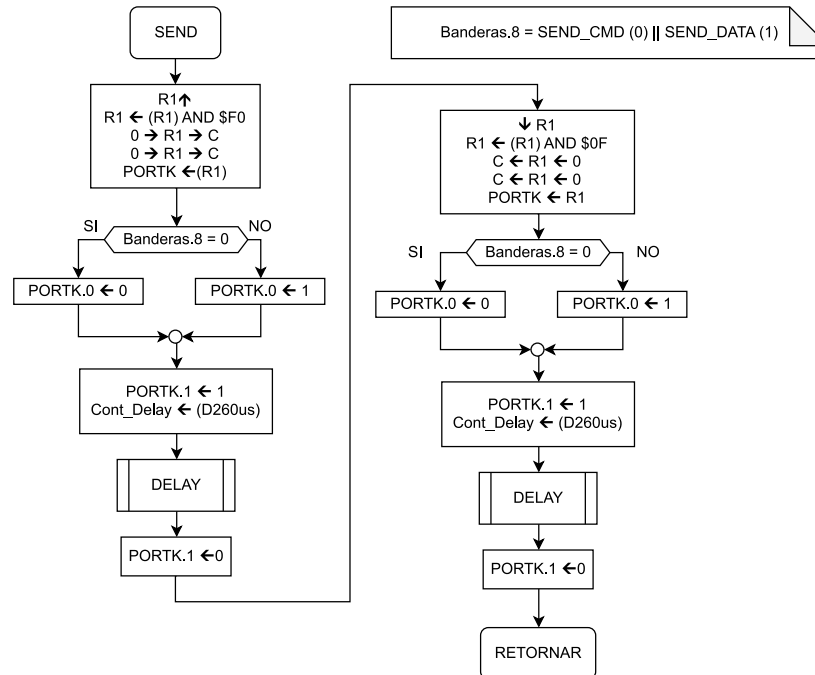 SEND
Banderas.8 = SEND_CMD (0) || SEND_DATA (1)
R1↑
R1 ← (R1) AND $F0
0 → R1 → C
0 → R1 → C
PORTK ←(R1)
SI
NO
Banderas.8 = 0
PORTK.0 ← 0
PORTK.0 ← 1
PORTK.1 ← 1
Cont_Delay ← (D260us)
DELAY
PORTK.1 ←0
↓ R1
R1 ← (R1) AND $0F
C ← R1 ← 0
C ← R1 ← 0
PORTK ← R1
SI
NO
Banderas.8 = 0
PORTK.0 ← 0
PORTK.0 ← 1
PORTK.1 ← 1
Cont_Delay ← (D260us)
DELAY
PORTK.1 ←0
RETORNAR